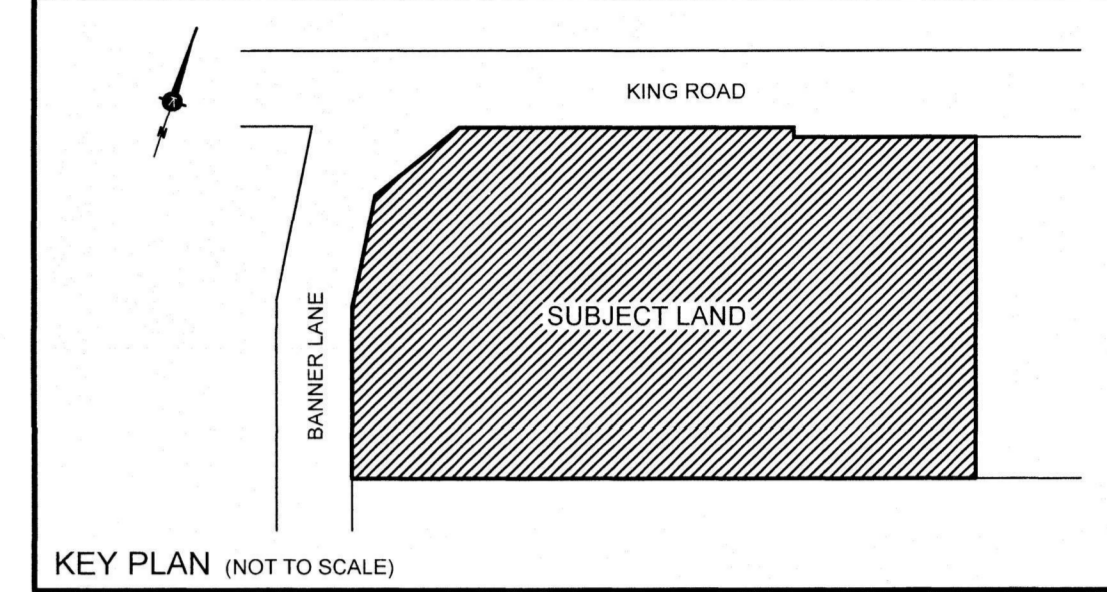 KING ROAD
N
SUBJECT LAND
BANNER LANE
KEY PLAN (NOT TO SCALE)